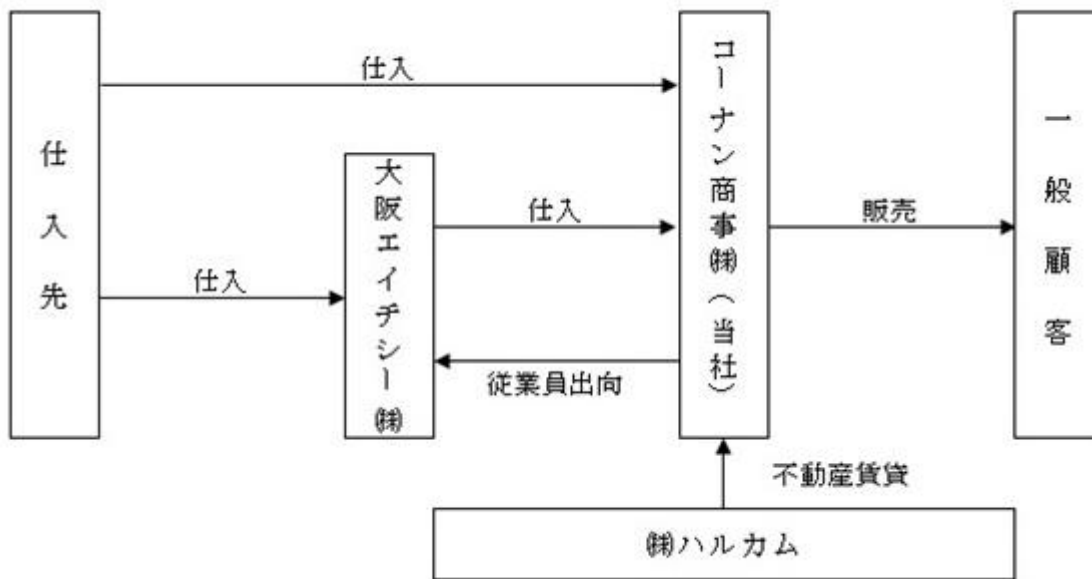 仕入先
仕入
仕入
大阪エイチシー㈱
仕入
従業員出向
コーナン商事㈱(当社)
販売
一般顧客
不動産賃貸
㈱ハルカム